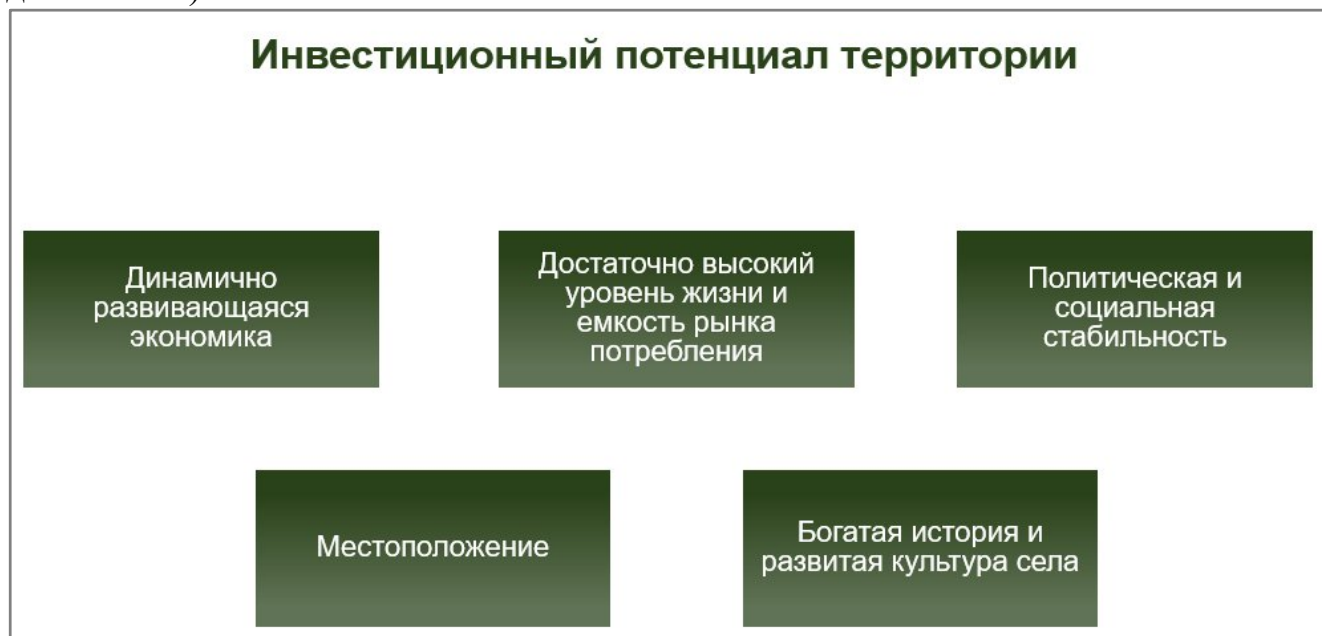 Инвестиционный потенциал территории
Динамично
развивающаяся
экономика
Достаточно высокий
уровень жизни и
емкость рынка
потребления
Политическая и
социальная
стабильность
Местоположение
Богатая история и
развитая культура села